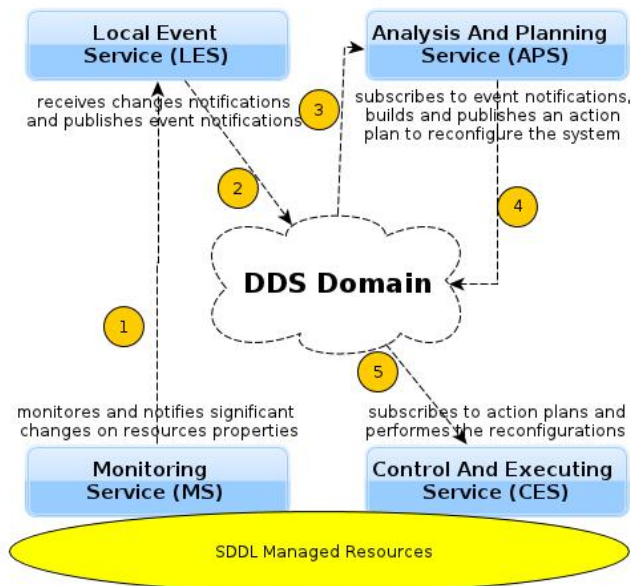 Local Event
Service (LES)
Analysis And Planning
Service (APS)
receives changes notifications
and publishes event notifications
3
subscribes to event notifications,
builds and publishes an action
plan to reconfigure the system
2
4
DDS Domain
1
5
monitores and notifies significant
changes on resources properties
subscribes to action plans and
performes the reconfigurations
Monitoring
Service (MS)
Control And Executing
Service (CES)
SDDL Managed Resources